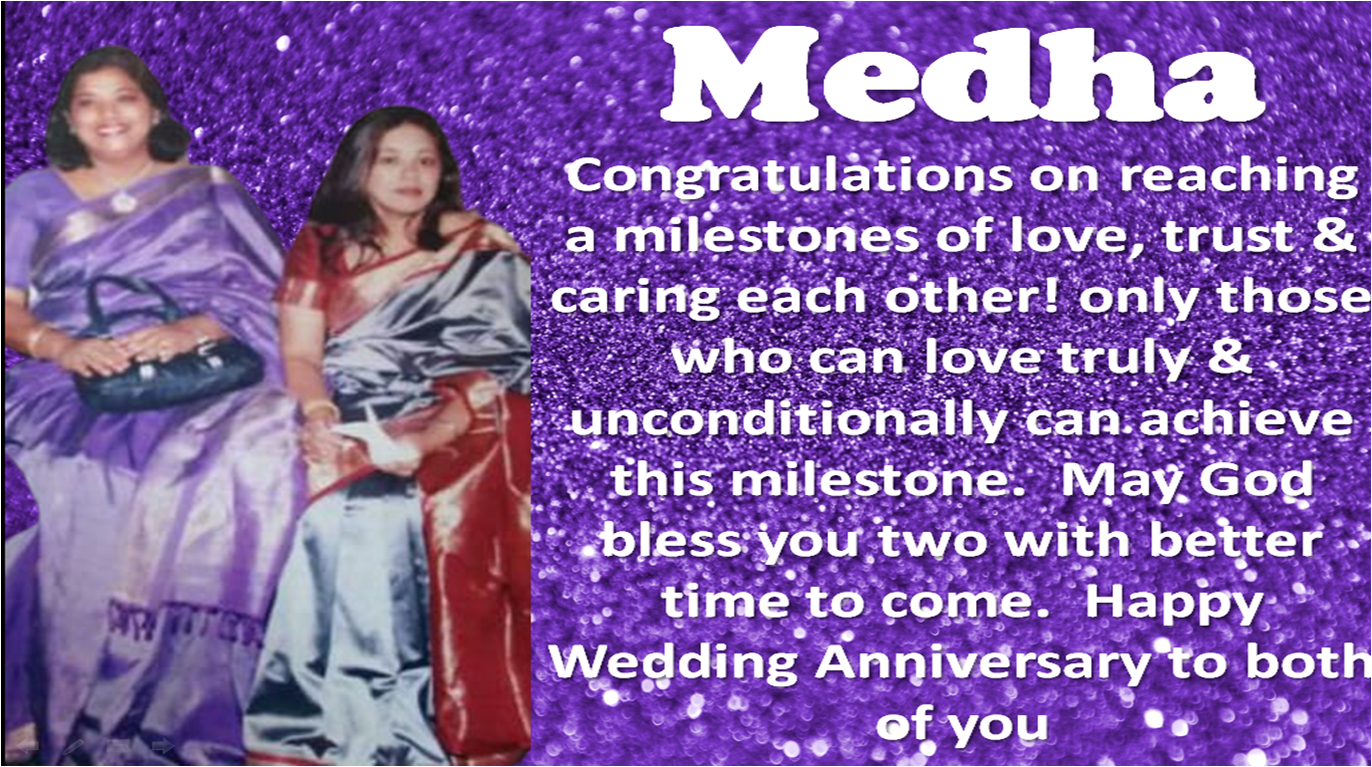 Medha
Congratulations on reaching
a milestones of love, trust &
caring each other! only those
who can love truly &
unconditionally can achieve
this milestone.  May God
bless you two with better
time to come.  Happy
Wedding Anniversary to both
of you